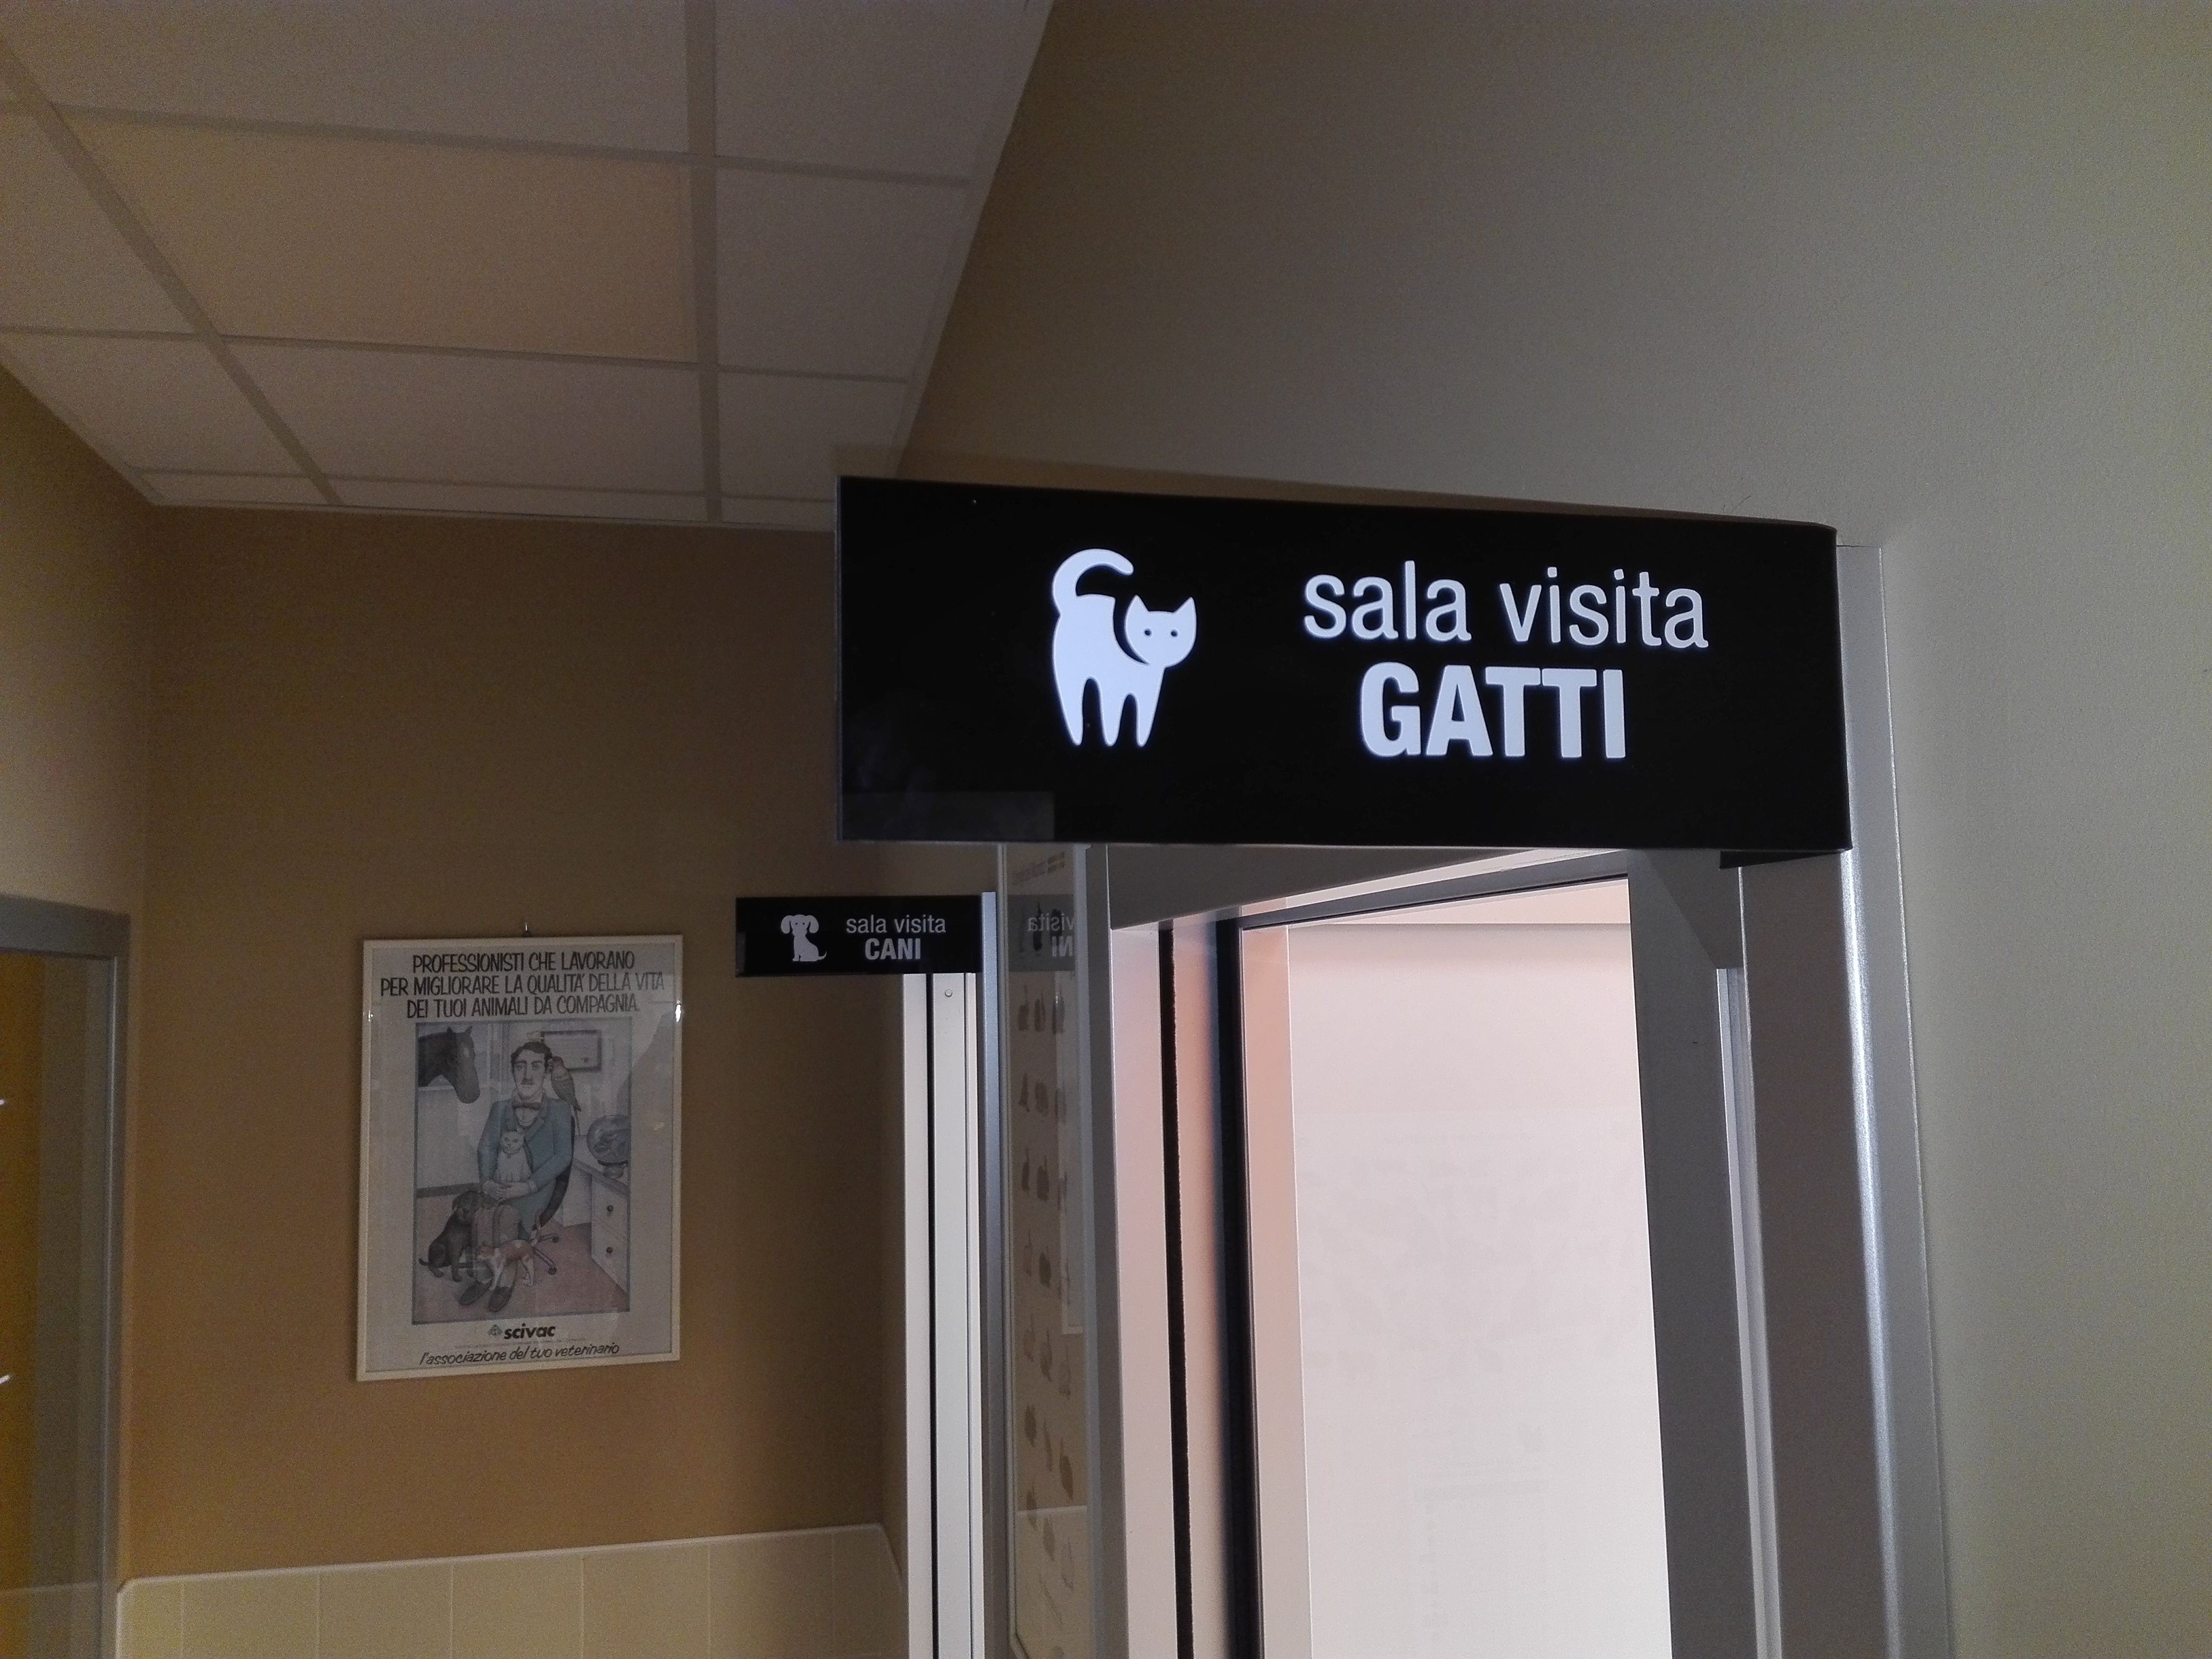 sala visita
GATTI
sala visita
CANI
PROFESSIONISTI CHE LAVORANO
PER MIGLIORARE LA QUALITA' DELLA VITA
DEI TUOI ANIMALI DA COMPAGNIA.
scivac
l'associazione del tuo veterinario